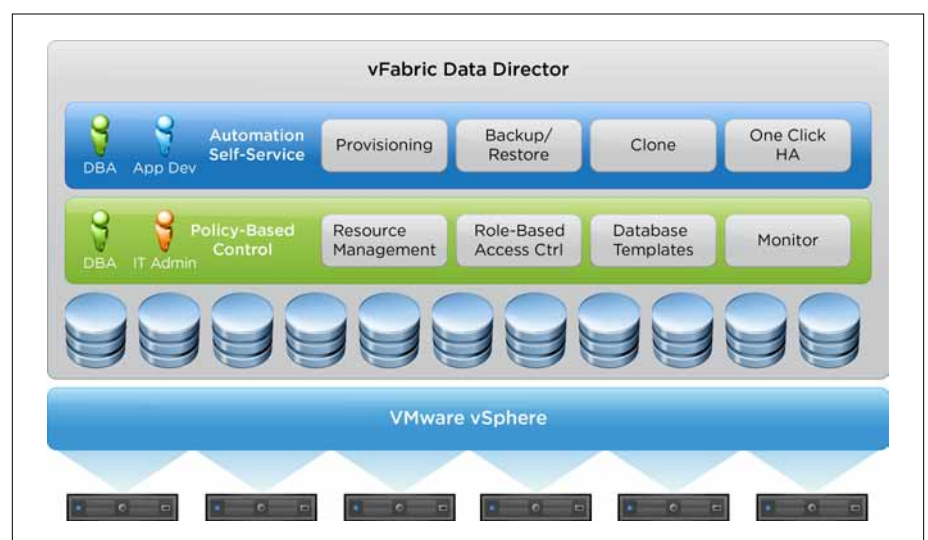 vFabric Data Director
Automation
Self-Service
DBA
App Dev
Provisioning
Backup/
Restore
Clone
One Click
HA
Policy-Based
Control
DBA
IT Admin
Resource
Management
Role-Based
Access Ctrl
Database
Templates
Monitor
VMware vSphere